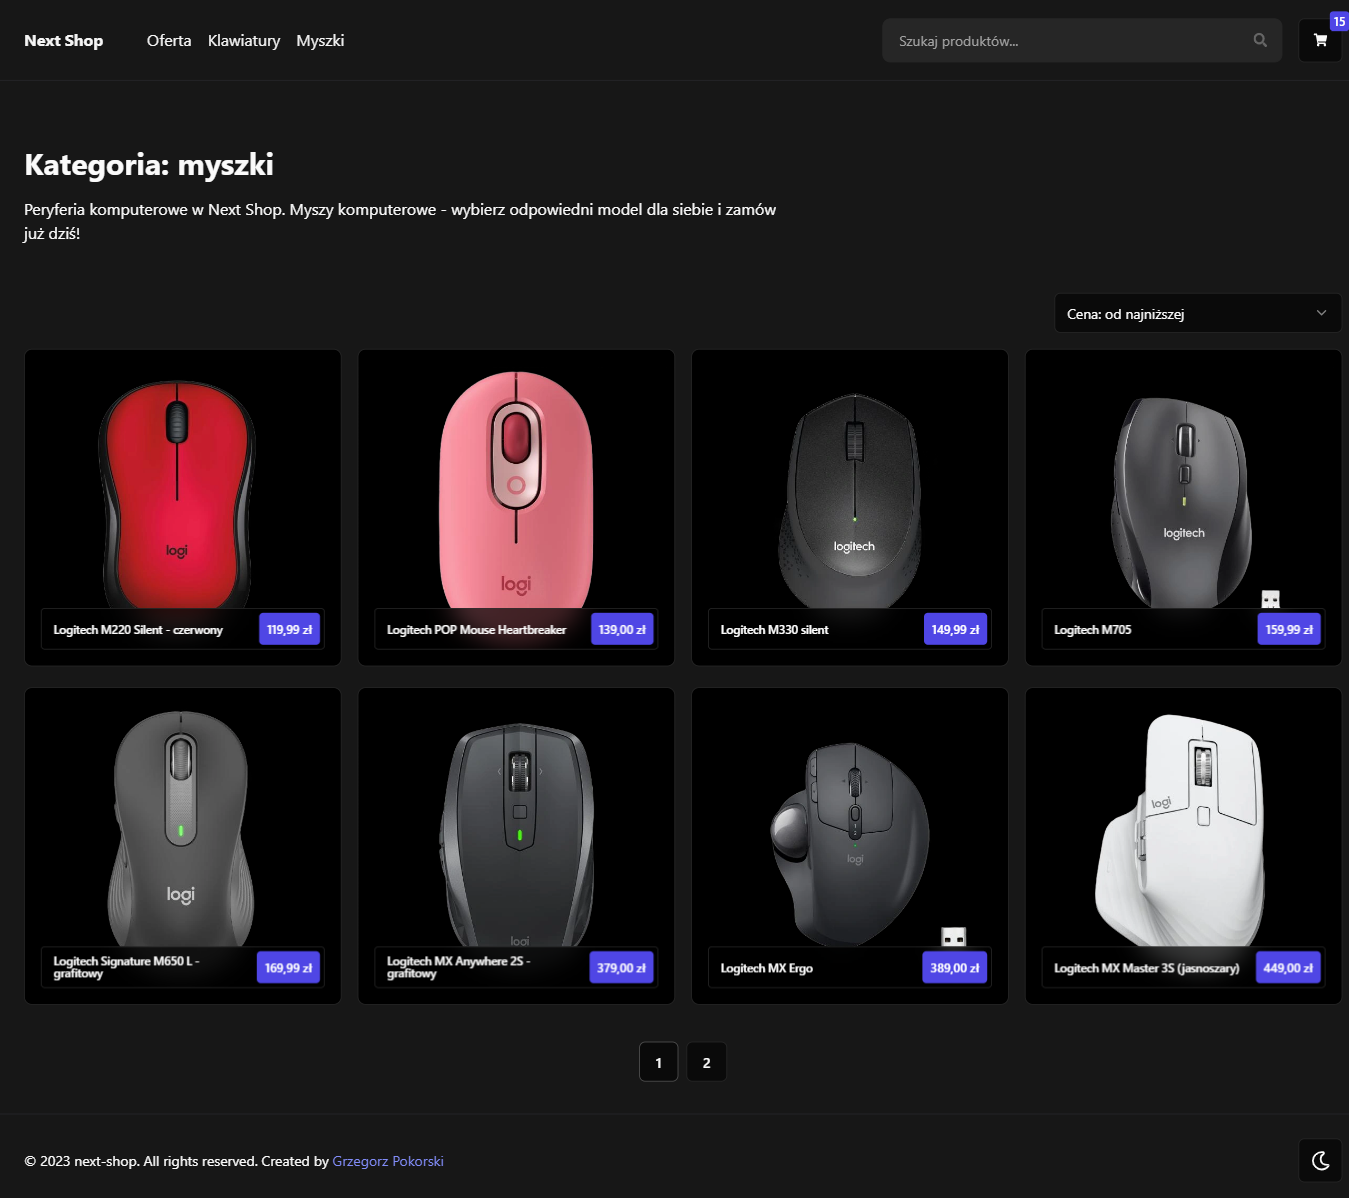 Next Shop
Oferta
Klawiatury
Myszki
Szukaj produktów...
15
Kategoria: myszki
Peryferia komputerowe w Next Shop. Myszy komputerowe - wybierz odpowiedni model dla siebie i zamów
już dziś!
Cena: od najniższej
logi
Logitech M220 Silent - czerwony
119,99 zł
logi
Logitech POP Mouse Heartbreaker
139,00 zł
logitech
Logitech M330 silent
149,99 zł
logitech
Logitech M705
159,99 zł
logi
Logitech Signature M650 L -
grafitowy
169,99 zł
logi
Logitech MX Anywhere 2S -
grafitowy
379,00 zł
logi
Logitech MX Ergo
389,00 zł
logi
Logitech MX Master 3S (jasnoszary)
449,00 zł
1
2
© 2023 next-shop. All rights reserved. Created by Grzegorz Pokorski